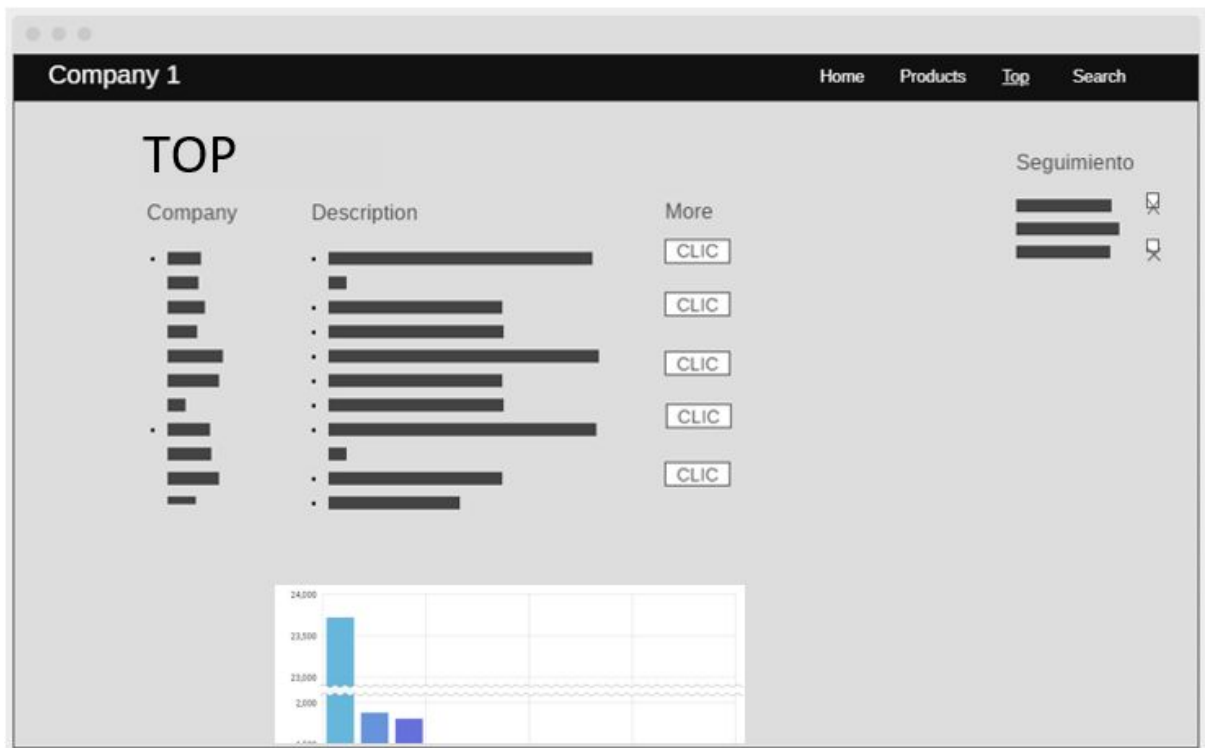 Company 1
Home Products Top Search
TOP
Seguimiento
Company Description More
CLIC
CLIC
CLIC
CLIC
CLIC
24,000
23,500
23,000
2,000